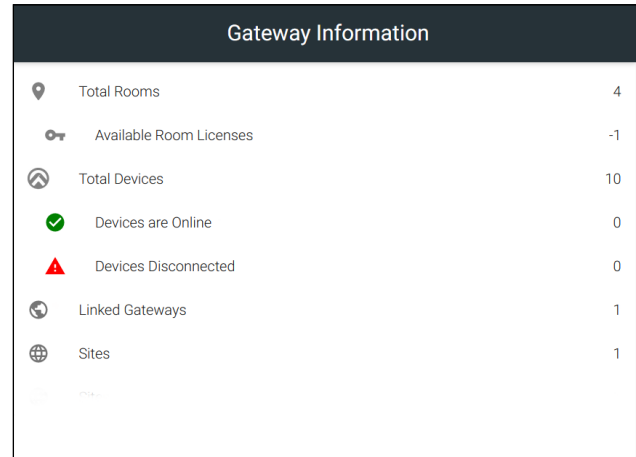 Gateway Information
Total Rooms 4
Available Room Licenses -1
Total Devices 10
Devices are Online 0
Devices Disconnected 0
Linked Gateways 1
Sites 1